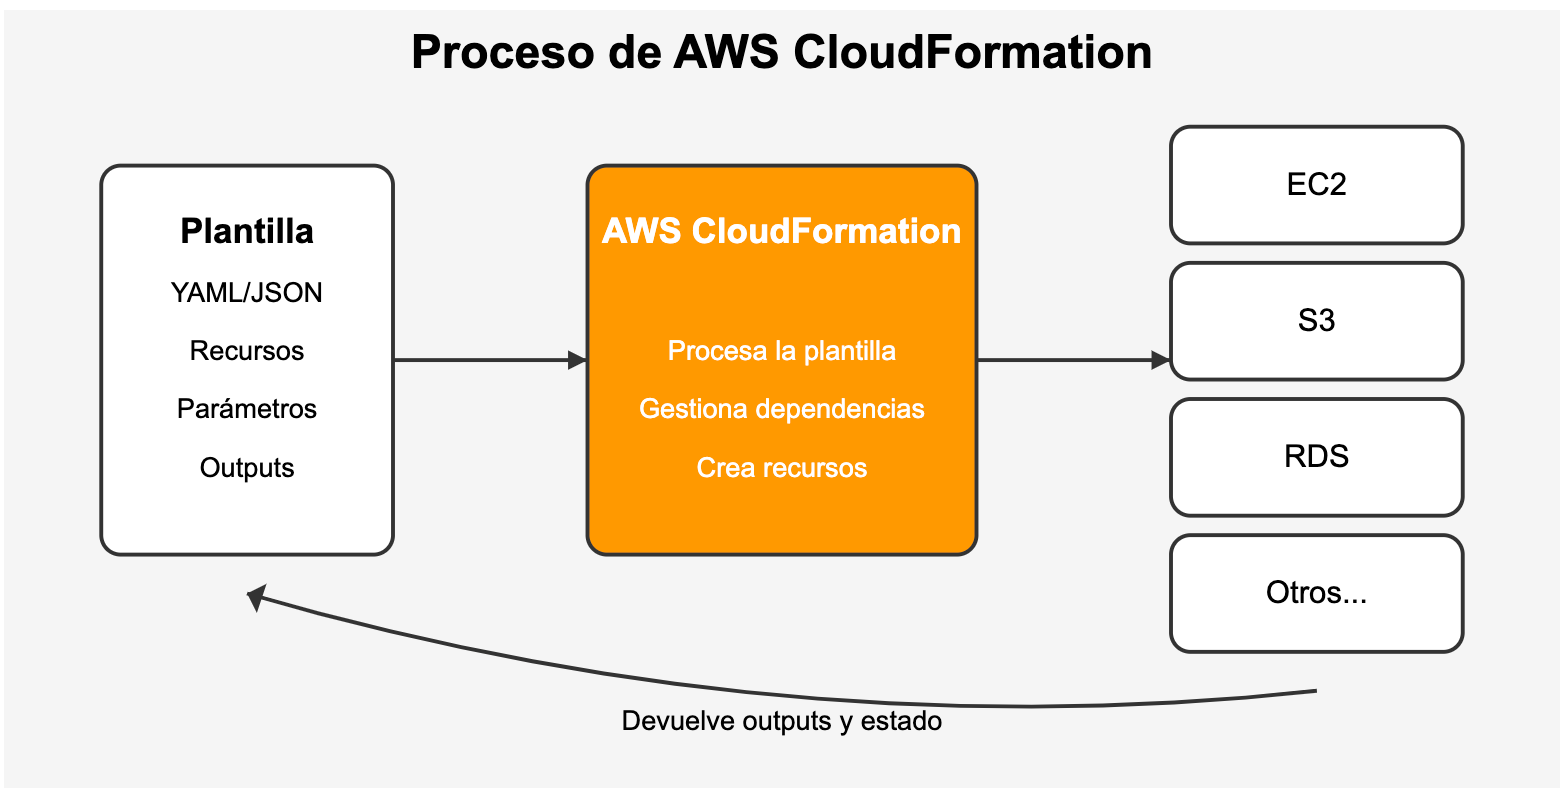 Proceso de AWS CloudFormation
Plantilla
YAML/JSON
Recursos
Parámetros
Outputs
AWS CloudFormation
Procesa la plantilla
Gestiona dependencias
Crea recursos
EC2
S3
RDS
Otros...
Devuelve outputs y estado